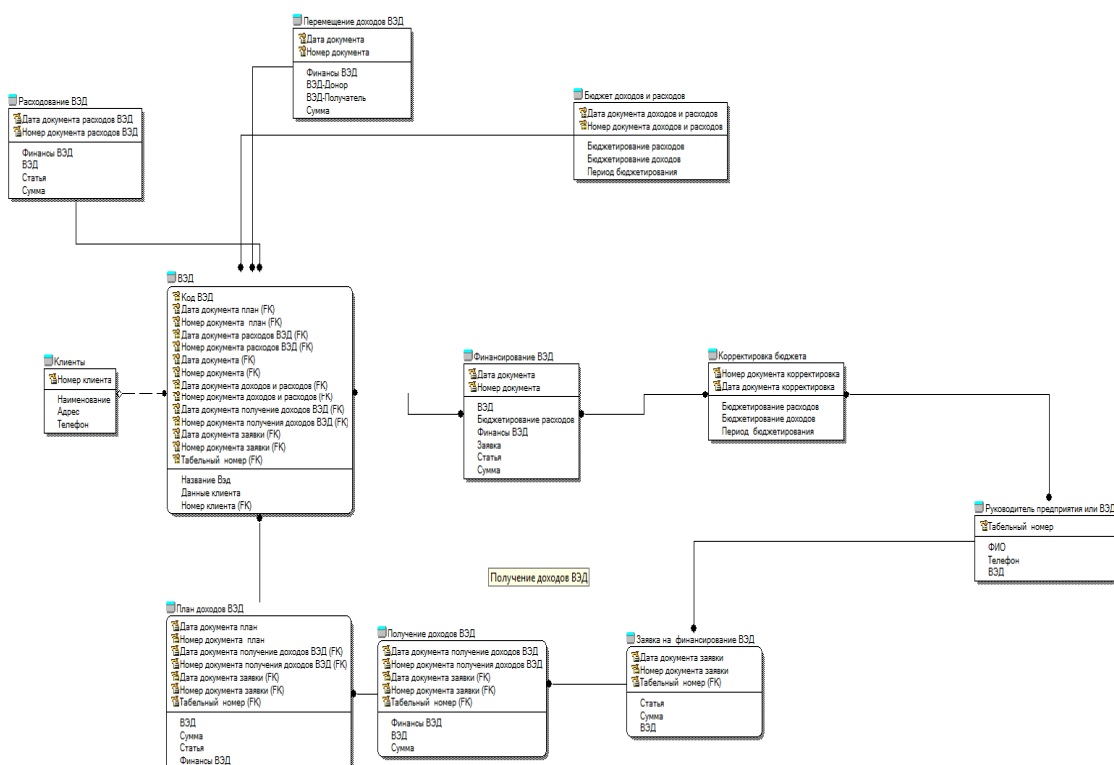 Перемещение доходов ВЭД
Дата документа
Номер документа
Финансы ВЭД
ВЭД-Донор
ВЭД-Получатель
Сумма
Расходование ВЭД
Дата документа расходов ВЭД
Номер документа расходов ВЭД
Финансы ВЭД
ВЭД
Статья
Сумма
Бюджет доходов и расходов
Дата документа доходов и расходов
Номер документа доходов и расходов
Бюджетирование расходов
Бюджетирование доходов
Период бюджетирования
ВЭД
Код ВЭД
Дата документа план (FK)
Номер документа план (FK)
Дата документа расходов ВЭД (FK)
Номер документа расходов ВЭД (FK)
Дата документа (FK)
Номер документа (FK)
Дата документа доходов и расходов (FK)
Номер документа доходов и расходов (FK)
Дата документа получение доходов ВЭД (FK)
Номер документа получения доходов ВЭД (FK)
Дата документа заявки (FK)
Номер документа заявки (FK)
Табельный номер (FK)
Название Вэд
Данные клиента
Номер клиента (FK)
Клиенты
Номер клиента
Наименование
Адрес
Телефон
Финансирование ВЭД
Дата документа
Номер документа
ВЭД
Бюджетирование расходов
Финансы ВЭД
Заявка
Статья
Сумма
Корректировка бюджета
Номер документа корректировка
Дата документа корректировка
Бюджетирование расходов
Бюджетирование доходов
Период бюджетирования
Руководитель предприятия или ВЭД
Табельный номер
ФИО
Телефон
ВЭД
Получение доходов ВЭД
План доходов ВЭД
Дата документа план
Номер документа план
Дата документа получение доходов ВЭД (FK)
Номер документа получения доходов ВЭД (FK)
Дата документа заявки (FK)
Номер документа заявки (FK)
Табельный номер (FK)
ВЭД
Сумма
Статья
Финансы ВЭД
Получение доходов ВЭД
Дата документа получение доходов ВЭД
Номер документа получения доходов ВЭД
Дата документа заявки (FK)
Номер документа заявки (FK)
Табельный номер (FK)
Финансы ВЭД
ВЭД
Сумма
Заявка на финансирование ВЭД
Дата документа заявки
Номер документа заявки
Табельный номер (FK)
Статья
Сумма
ВЭД